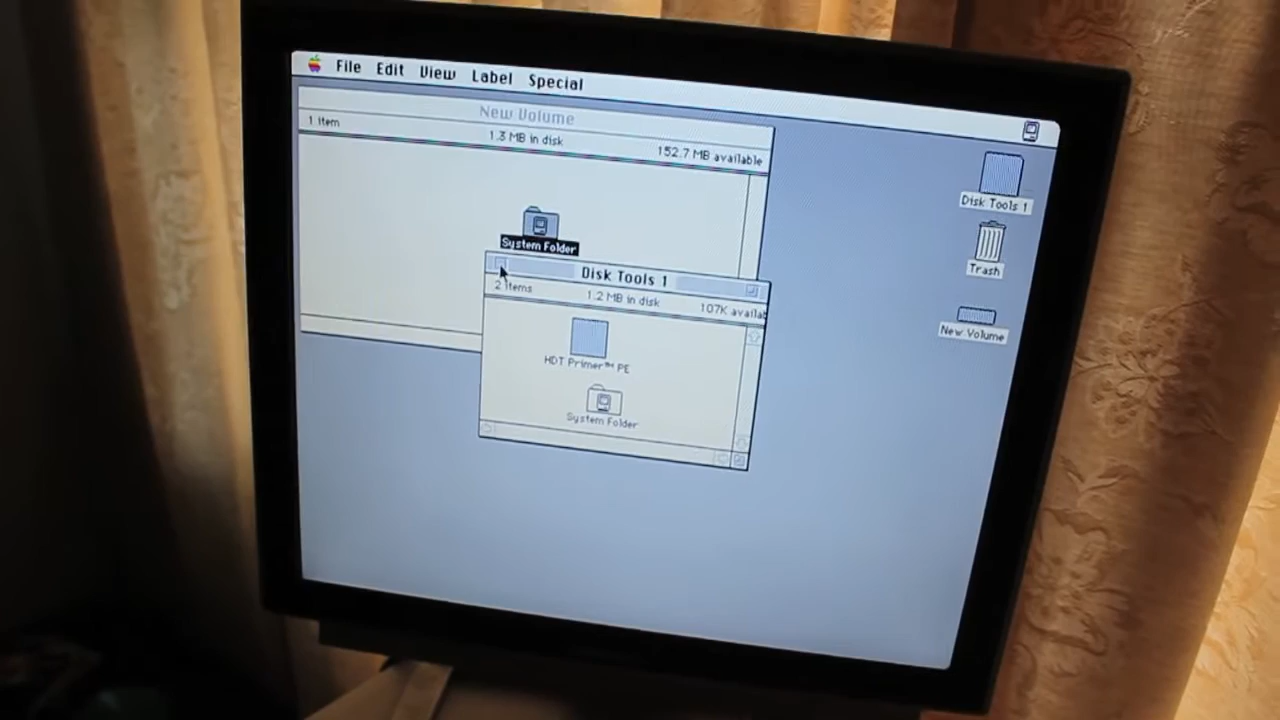 File Edit View Label Special
New Volume
1 item 1.3 MB in disk 152.7 MB available
System Folder
Disk Tools 1
2 items 1.2 MB in disk 107K availab
HDT Primer™ PE
System Folder
Disk Tools 1
Trash
New Volume